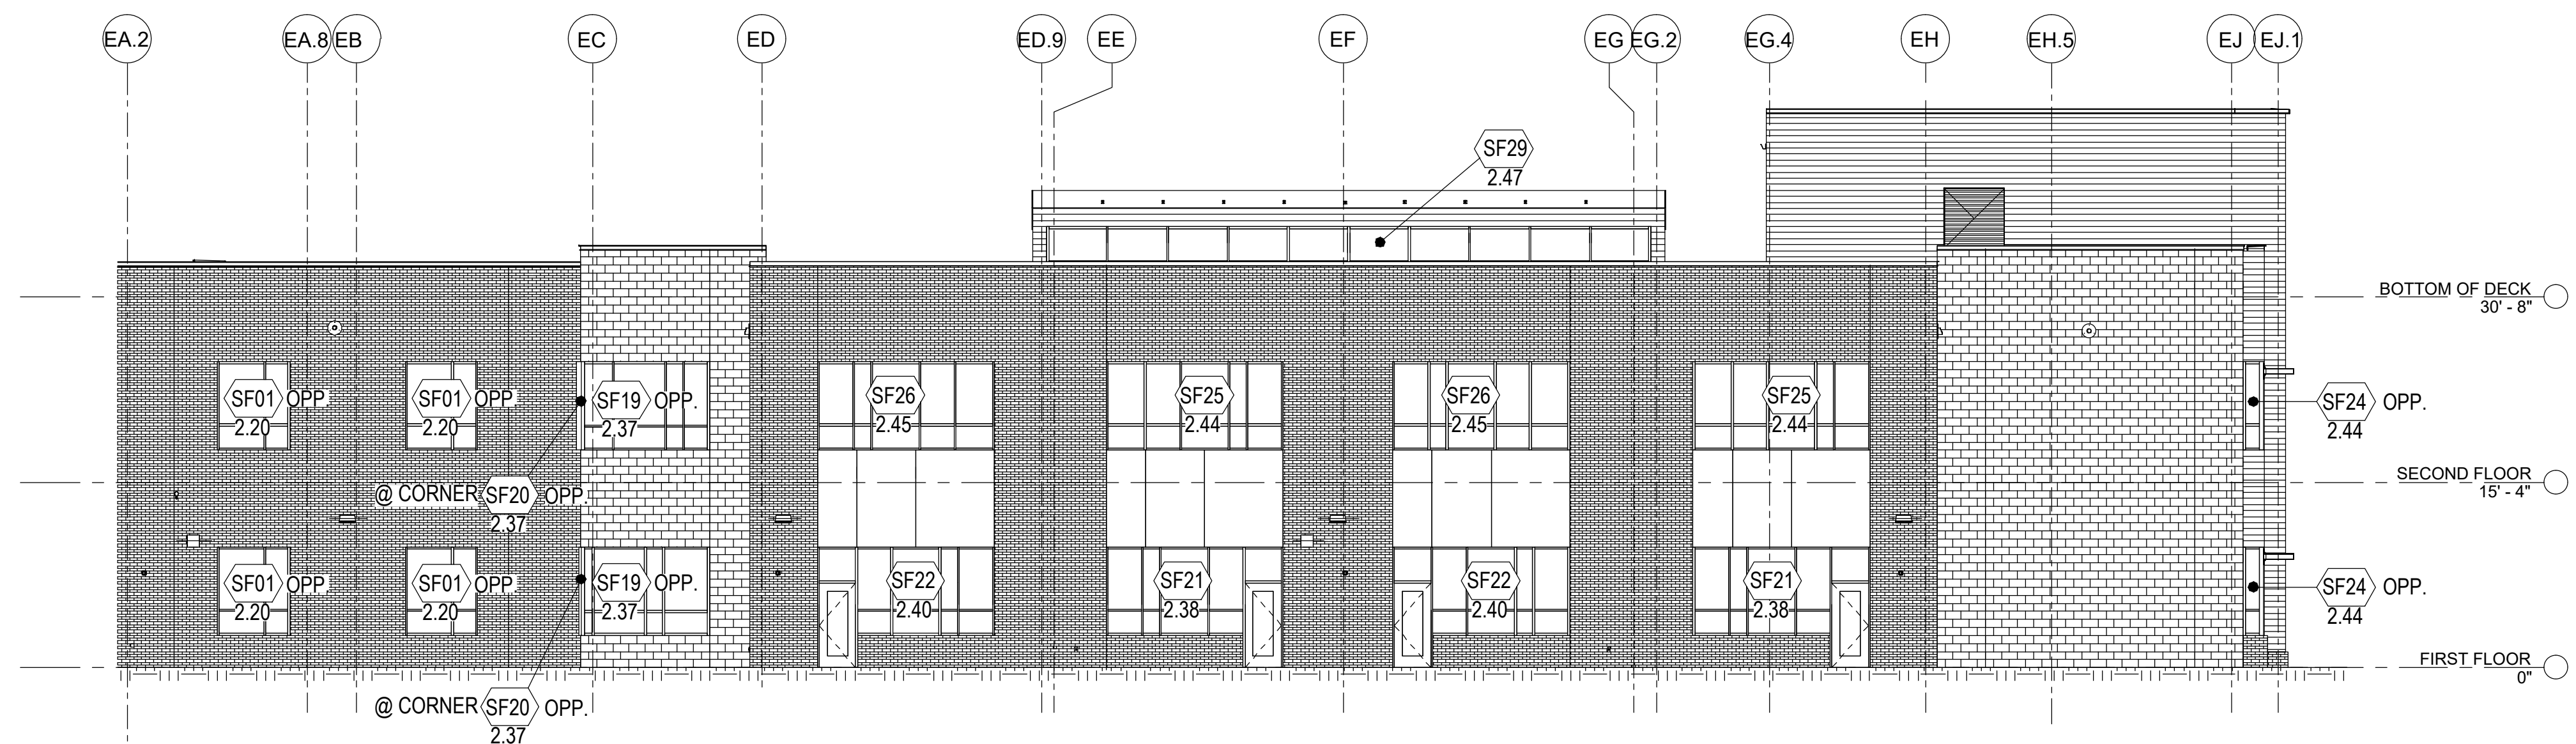 EA.2
EA.8
EB
EC
ED
ED.9
EE
EF
EG
EG.2
EG.4
EH
EH.5
EJ
EJ.1
SF29
2.47
BOTTOM OF DECK
30' - 8"
SF01 OPP.
2.20
SF01 OPP.
2.20
SF19 OPP.
2.37
SF26
2.45
SF25
2.44
SF26
2.45
SF25
2.44
SF24 OPP.
2.44
@ CORNER SF20 OPP.
2.37
SECOND FLOOR
15' - 4"
SF01 OPP.
2.20
SF01 OPP.
2.20
SF19 OPP.
2.37
SF22
2.40
SF21
2.38
SF22
2.40
SF21
2.38
SF24 OPP.
2.44
FIRST FLOOR
0"
@ CORNER SF20 OPP.
2.37